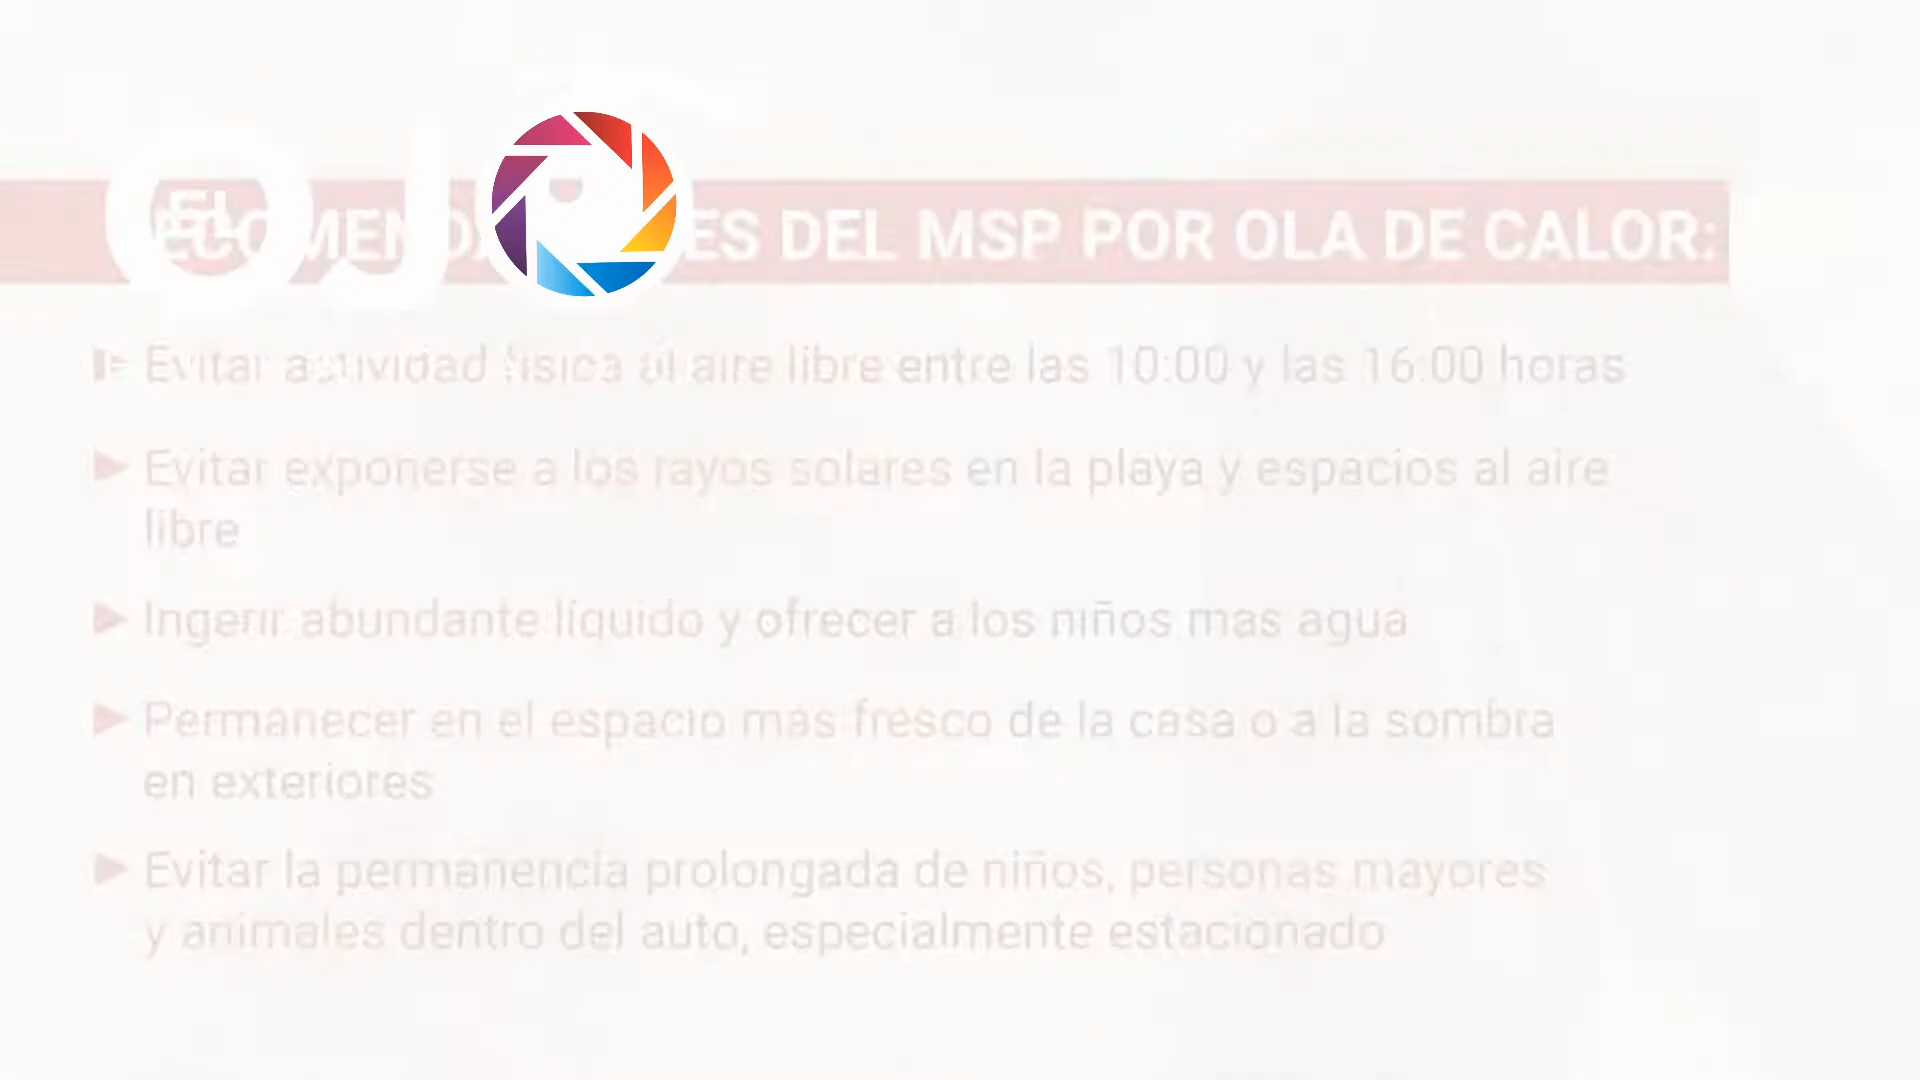 EL
OJO
ES DEL MSP POR OLA DE CALOR:
Evitar actividad física al aire libre entre las 10:00 y las 16:00 horas
Evitar exponerse a los rayos solares en la playa y espacios al aire
libre
Ingerir abundante líquido y ofrecer a los niños mas agua
Permanecer en el espacio mas fresco de la casa o a la sombra
en exteriores
Evitar la permanencia prolongada de niños, personas mayores
y animales dentro del auto, especialmente estacionado